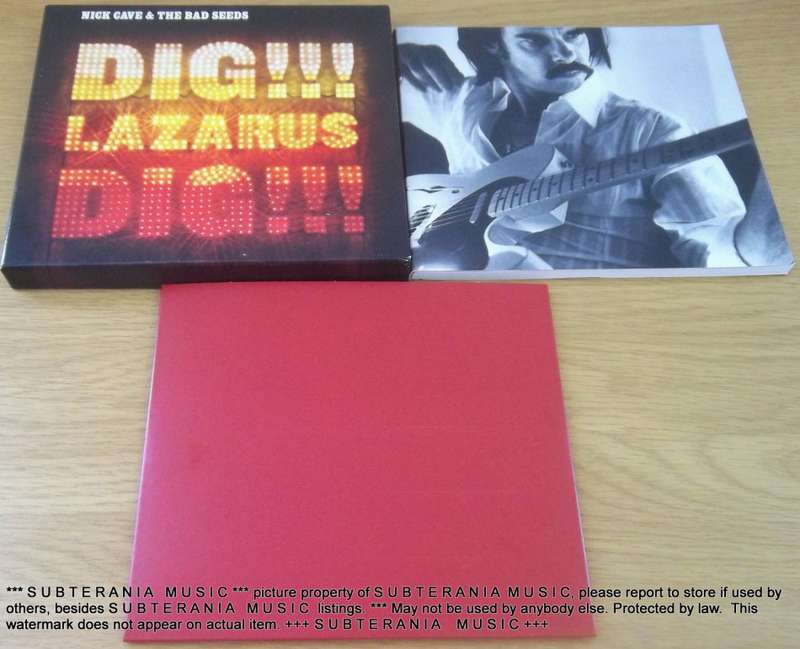 NICK CAVE & THE BAD SEEDS
DIG!!!
LAZARUS
DIG!!!
*** S U B T E R A N I A M U S I C *** picture property of S U B T E R A N I A M U S I C, please report to store if used by
others, besides S U B T E R A N I A M U S I C listings. *** May not be used by anybody else. Protected by law. This
watermark does not appear on actual item. +++ S U B T E R A N I A M U S I C +++